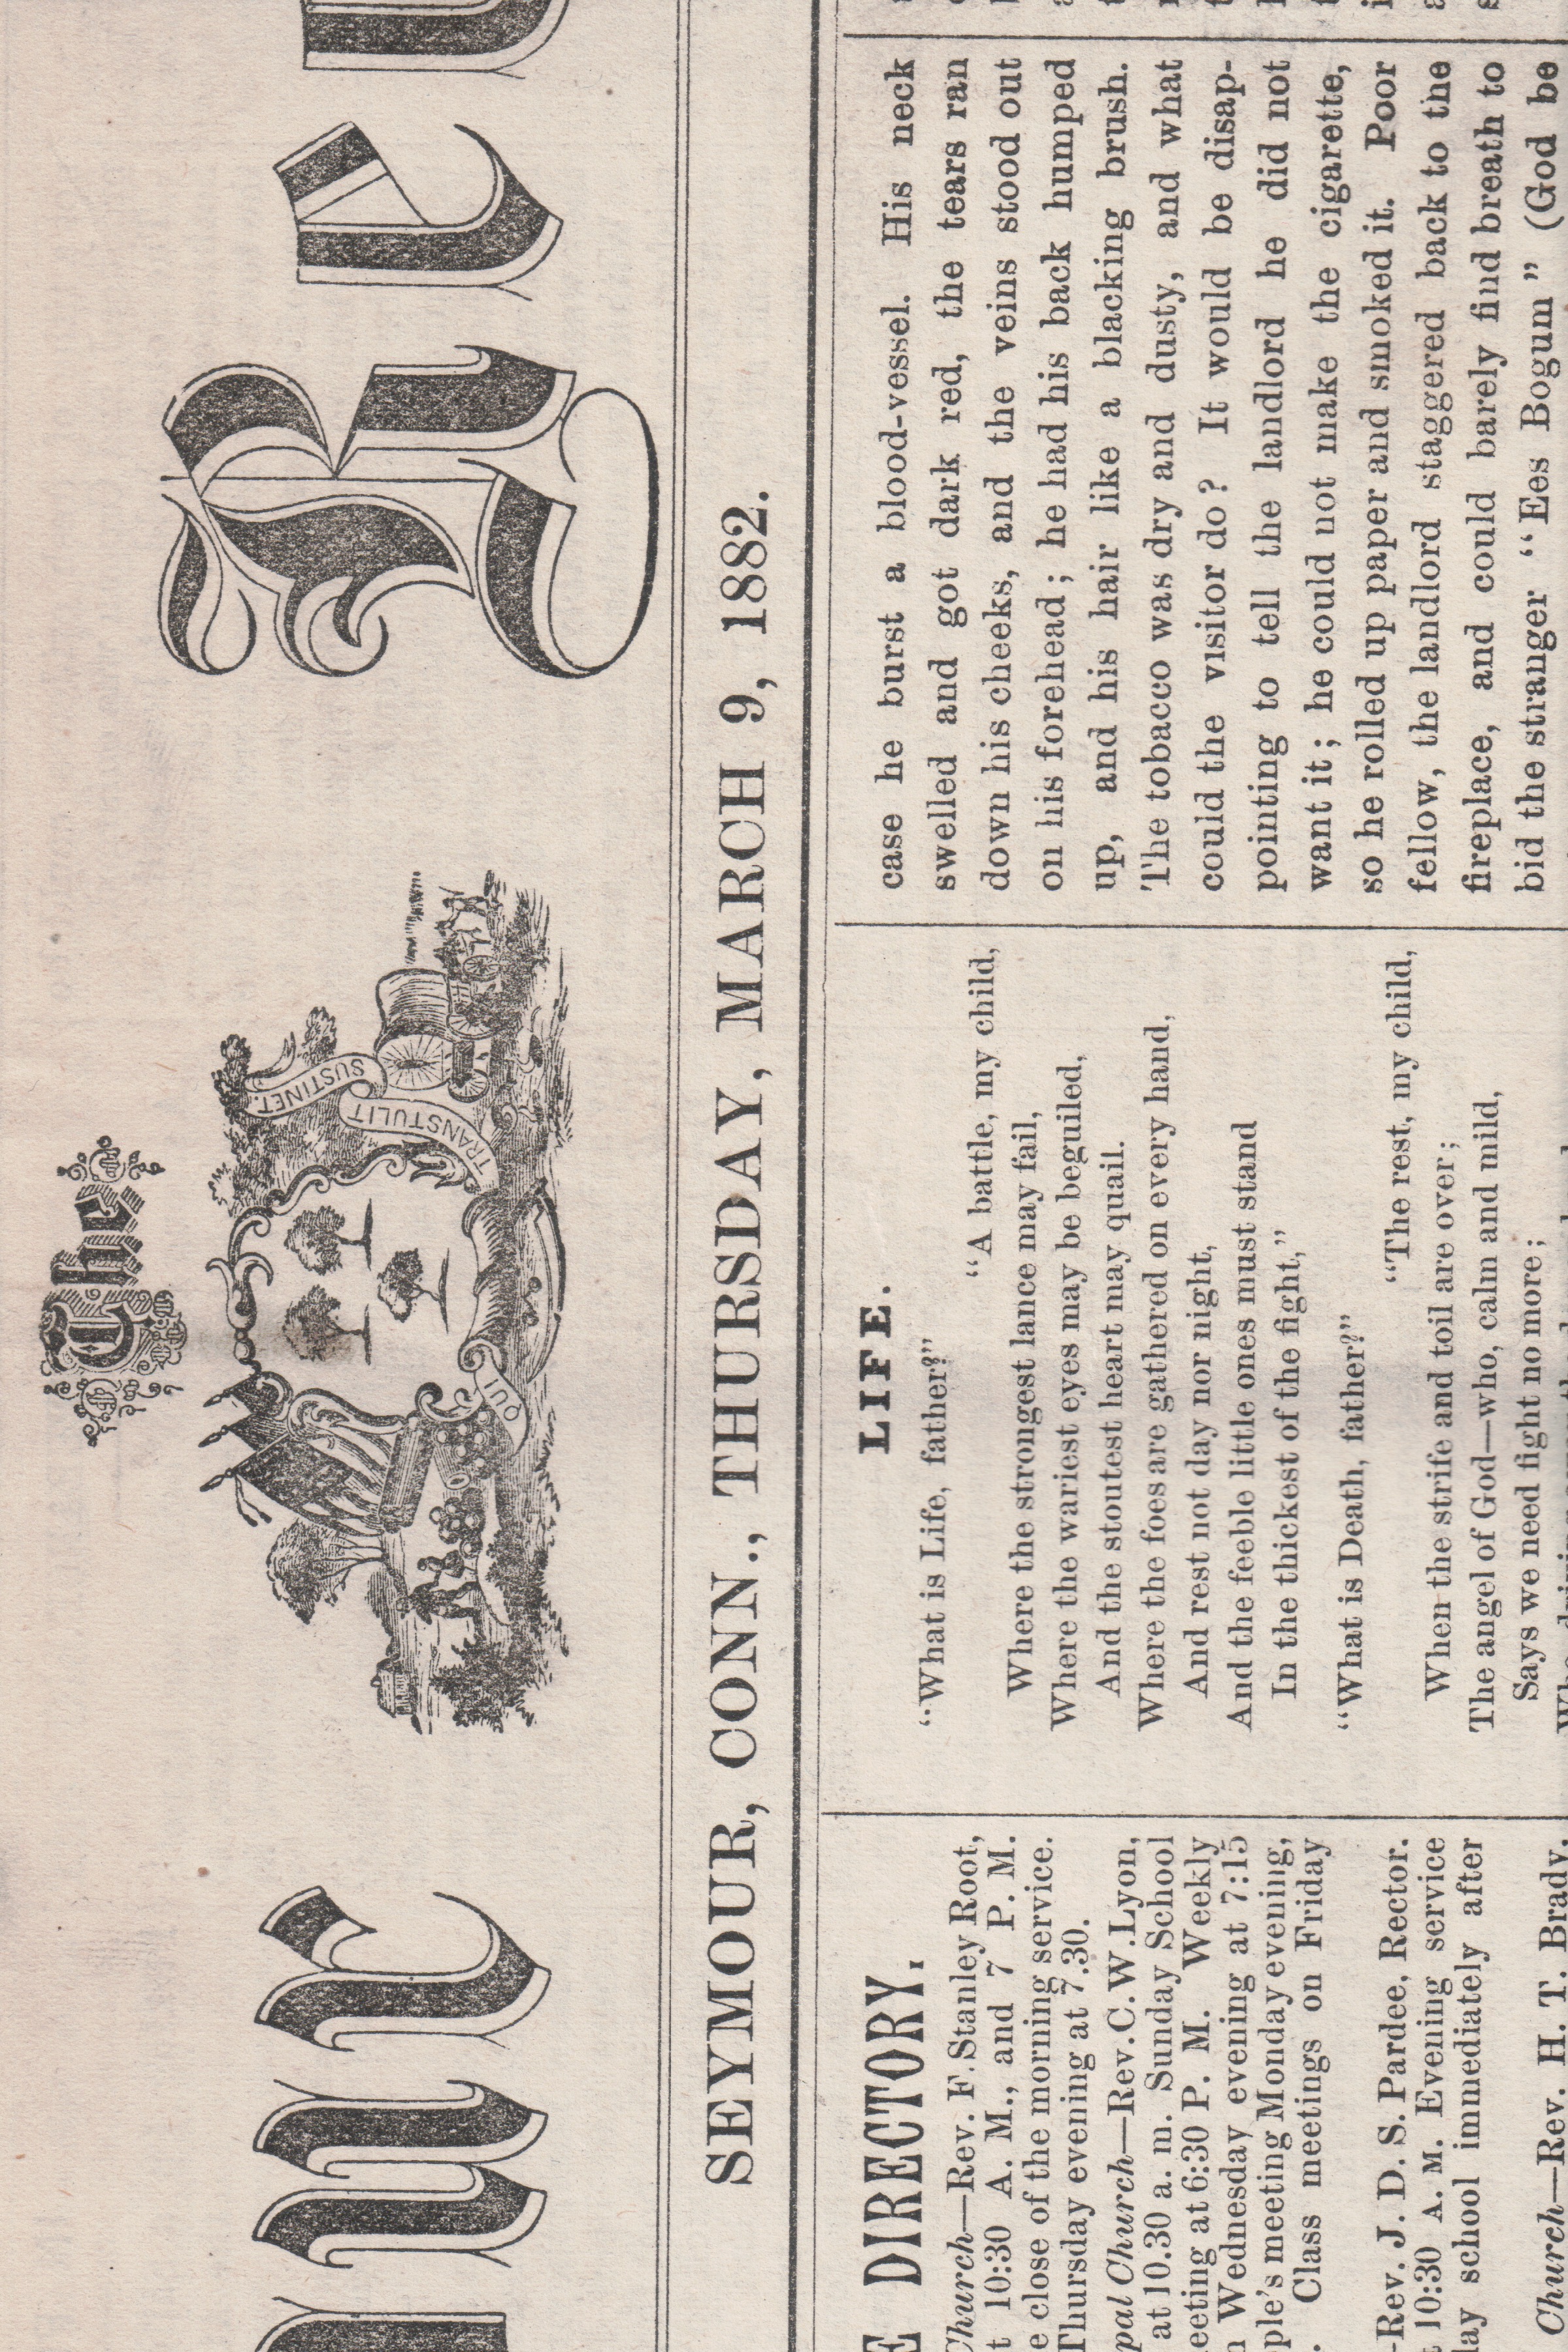 The
ur Rec
QUI TRANSTULIT SUSTINET.
SEYMOUR, CONN., THURSDAY, MARCH 9, 1882.
E DIRECTORY.
Church—Rev. F. Stanley Root,
t 10:30 A. M., and 7 P. M.
e close of the morning service.
Thursday evening at 7.30.
pal Church—Rev. C. W. Lyon,
at 10.30 a. m. Sunday School
eeting at 6:30 P. M. Weekly
n Wednesday evening at 7:15
ple's meeting Monday evening,
. Class meetings on Friday
-Rev. J. D. S. Pardee, Rector.
t 10:30 A. M. Evening service
lay school immediately after
Church—Rev. H. T. Brady,
LIFE.
“What is Life, father?”
“A battle, my child,
Where the strongest lance may fail,
Where the wariest eyes may be beguiled,
And the stoutest heart may quail.
Where the foes are gathered on every hand,
And rest not day nor night,
And the feeble little ones must stand
In the thickest of the fight,”
“What is Death, father?”
“The rest, my child,
When the strife and toil are over;
The angel of God—who, calm and mild,
Says we need fight no more;
case he burst a blood-vessel. His neck
swelled and got dark red, the tears ran
down his cheeks, and the veins stood out
on his forehead; he had his back humped
up, and his hair like a blacking brush.
The tobacco was dry and dusty, and what
could the visitor do? It would be disap-
pointing to tell the landlord he did not
want it; he could not make the cigarette,
so he rolled up paper and smoked it. Poor
fellow, the landlord staggered back to the
fireplace, and could barely find breath to
bid the stranger “Ees Bogum” (God be